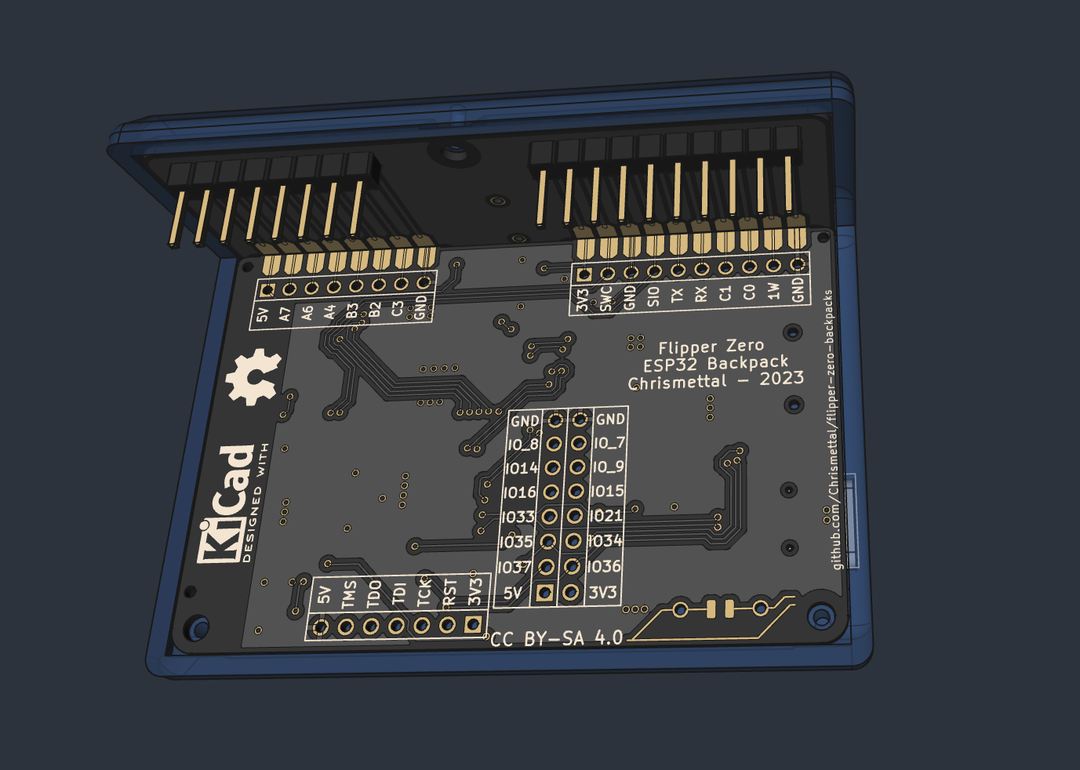 5V
A7
A6
A4
B3
B2
C3
GND
3V3
SWC
GND
SIO
TX
RX
C1
C0
1W
GND
Flipper Zero
ESP32 Backpack
Chrismettal - 2023
github.com/Chrismettal/flipper-zero-backpacks
KiCad
DESIGNED WITH
GND GND
IO_8 IO_7
IO14 IO_9
IO16 IO15
IO33 IO21
IO35 IO34
IO37 IO36
5V 3V3
5V
TMS
TDO
TDI
TCK
RST
3V3
CC BY-SA 4.0